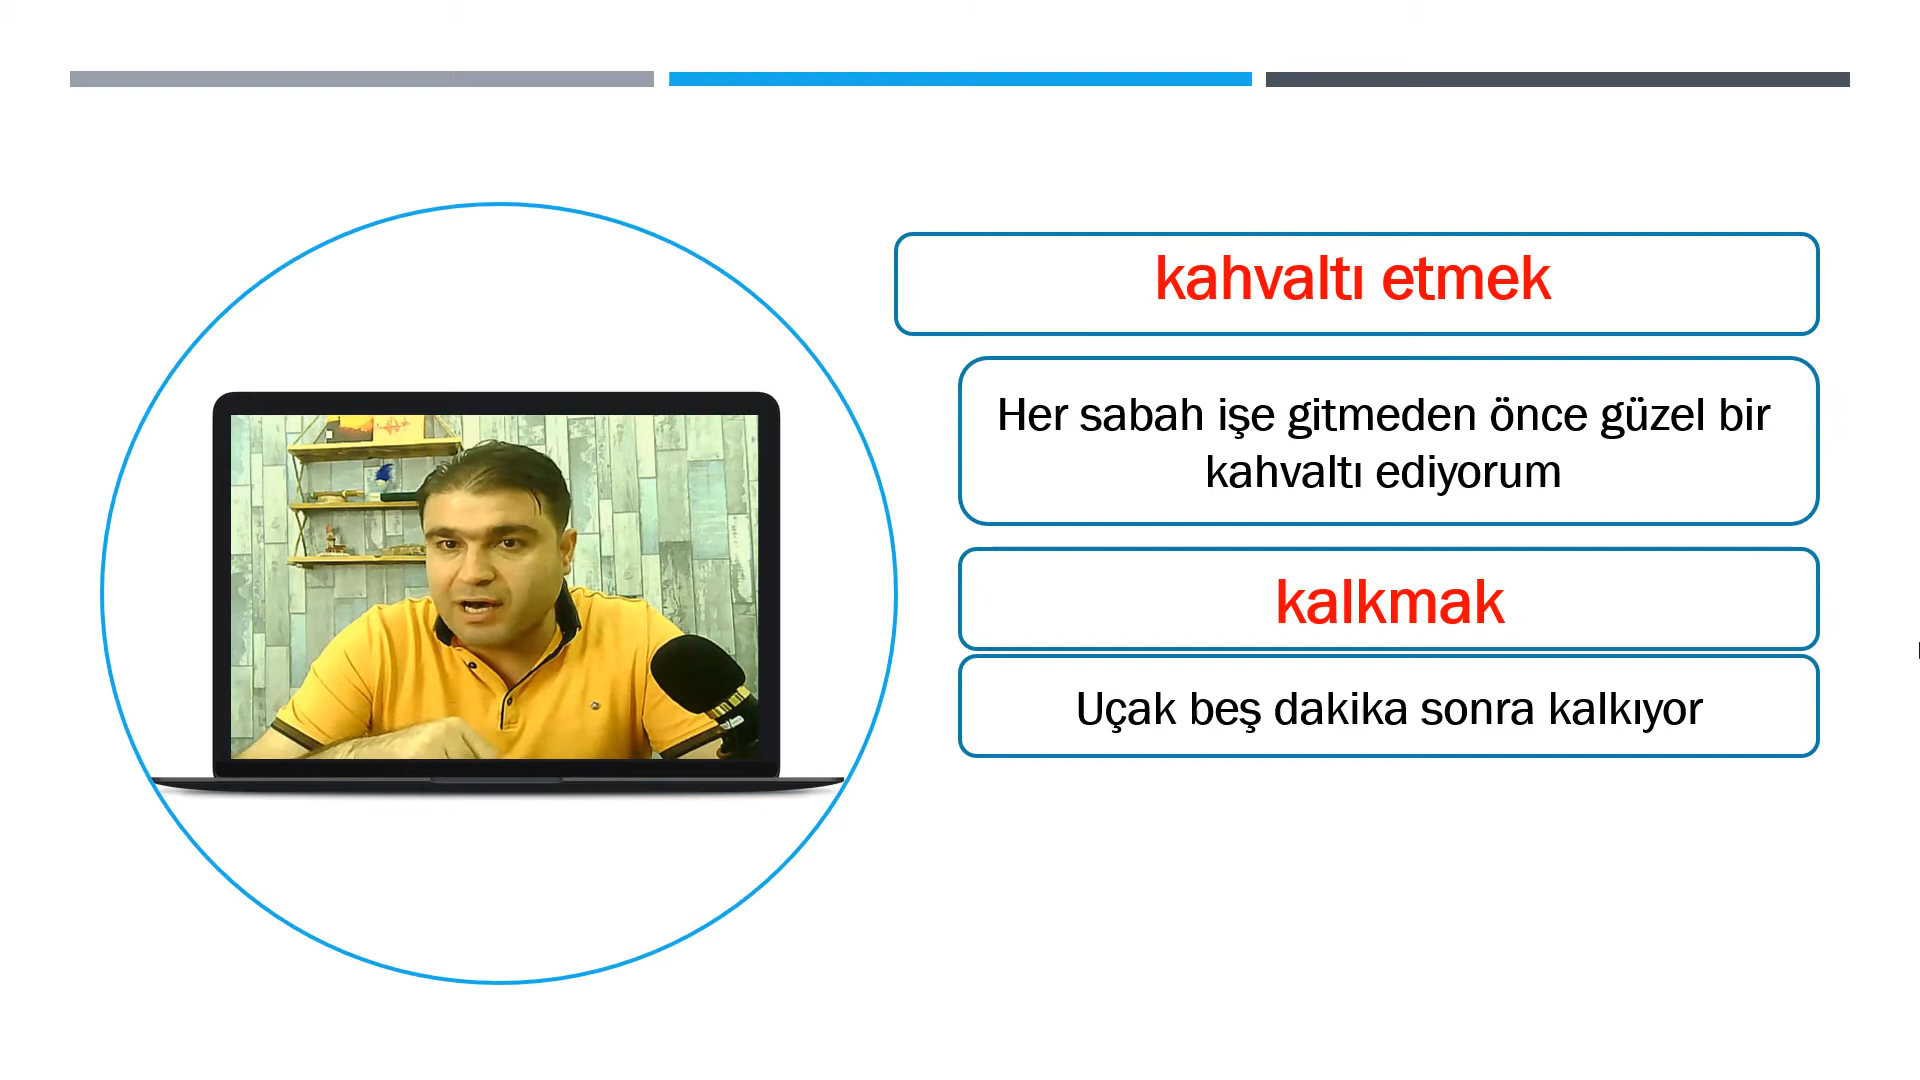 kahvaltı etmek
Her sabah işe gitmeden önce güzel bir
kahvaltı ediyorum
kalkmak
Uçak beş dakika sonra kalkıyor